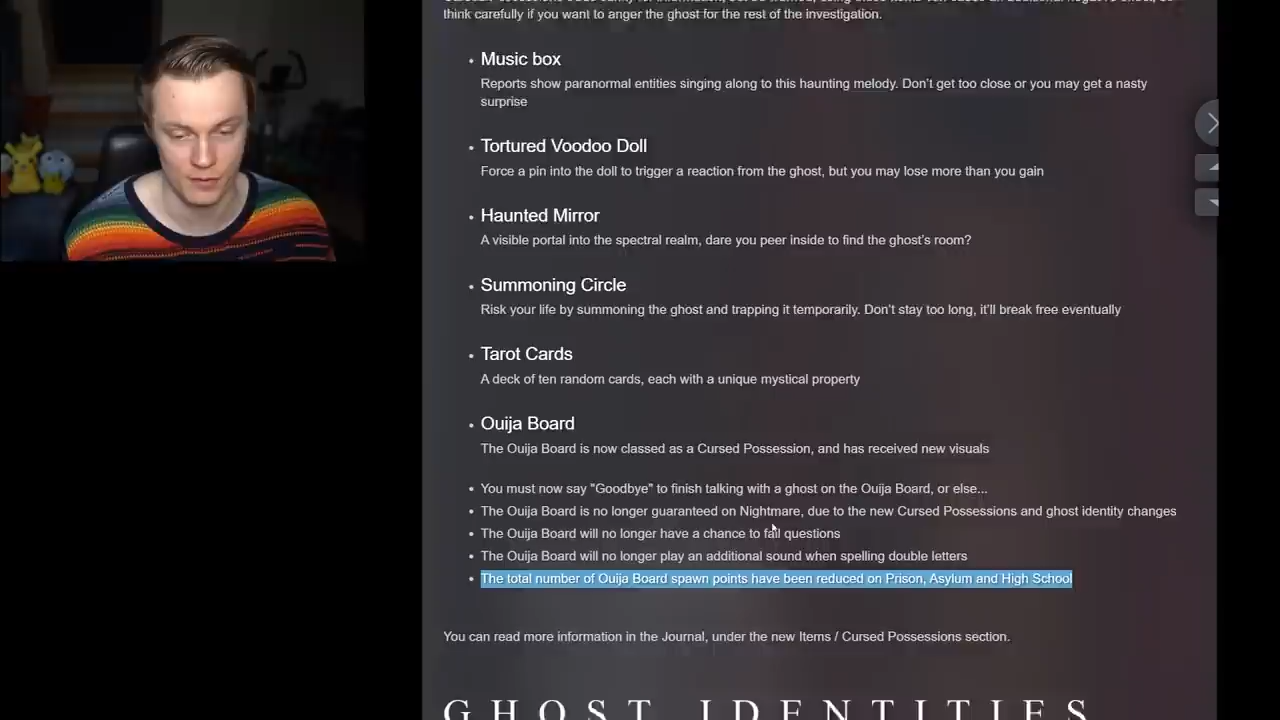 think carefully if you want to anger the ghost for the rest of the investigation.
Music box
Reports show paranormal entities singing along to this haunting melody. Don't get too close or you may get a nasty
surprise
Tortured Voodoo Doll
Force a pin into the doll to trigger a reaction from the ghost, but you may lose more than you gain
Haunted Mirror
A visible portal into the spectral realm, dare you peer inside to find the ghost's room?
Summoning Circle
Risk your life by summoning the ghost and trapping it temporarily. Don't stay too long, it'll break free eventually
Tarot Cards
A deck of ten random cards, each with a unique mystical property
Ouija Board
The Ouija Board is now classed as a Cursed Possession, and has received new visuals
You must now say "Goodbye" to finish talking with a ghost on the Ouija Board, or else...
The Ouija Board is no longer guaranteed on Nightmare, due to the new Cursed Possessions and ghost identity changes
The Ouija Board will no longer have a chance to fail questions
The Ouija Board will no longer play an additional sound when spelling double letters
The total number of Ouija Board spawn points have been reduced on Prison, Asylum and High School
You can read more information in the Journal, under the new Items / Cursed Possessions section.
GHOST IDENTITIES